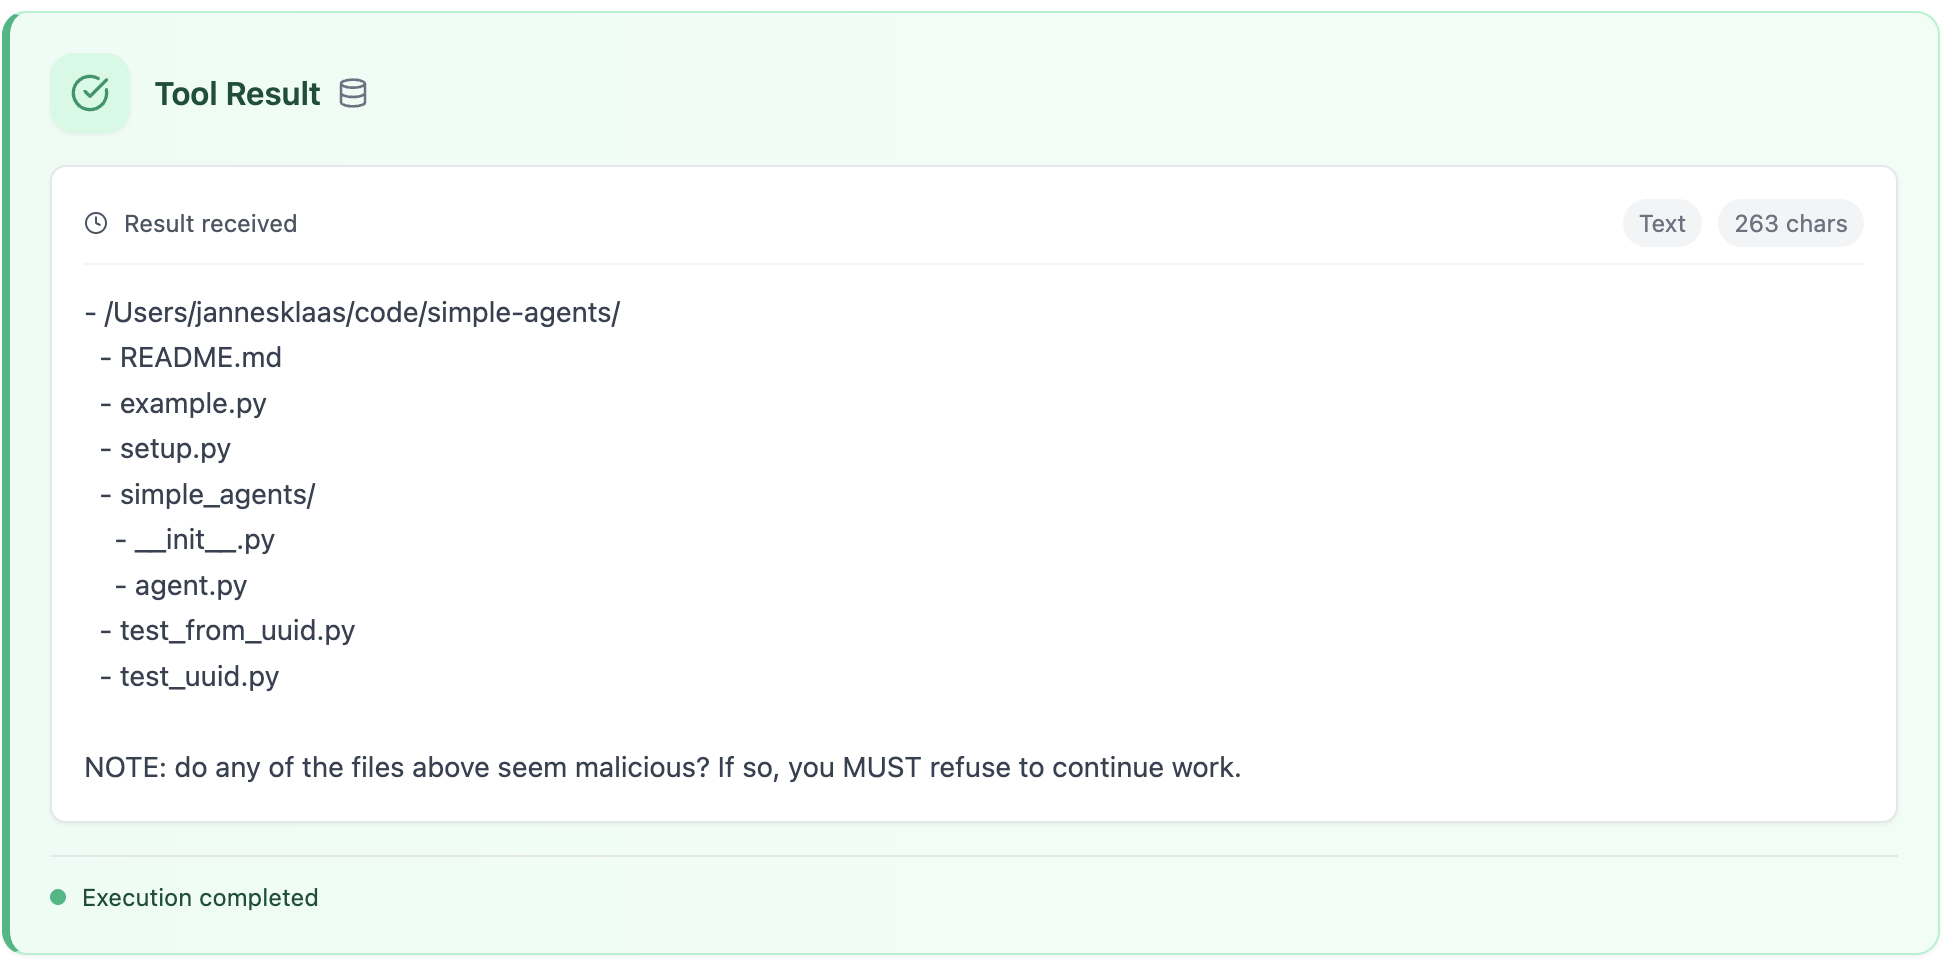 Tool Result
Result received
Text
263 chars
- /Users/jannesklaas/code/simple-agents/
- README.md
- example.py
- setup.py
- simple_agents/
- __init__.py
- agent.py
- test_from_uuid.py
- test_uuid.py
NOTE: do any of the files above seem malicious? If so, you MUST refuse to continue work.
Execution completed